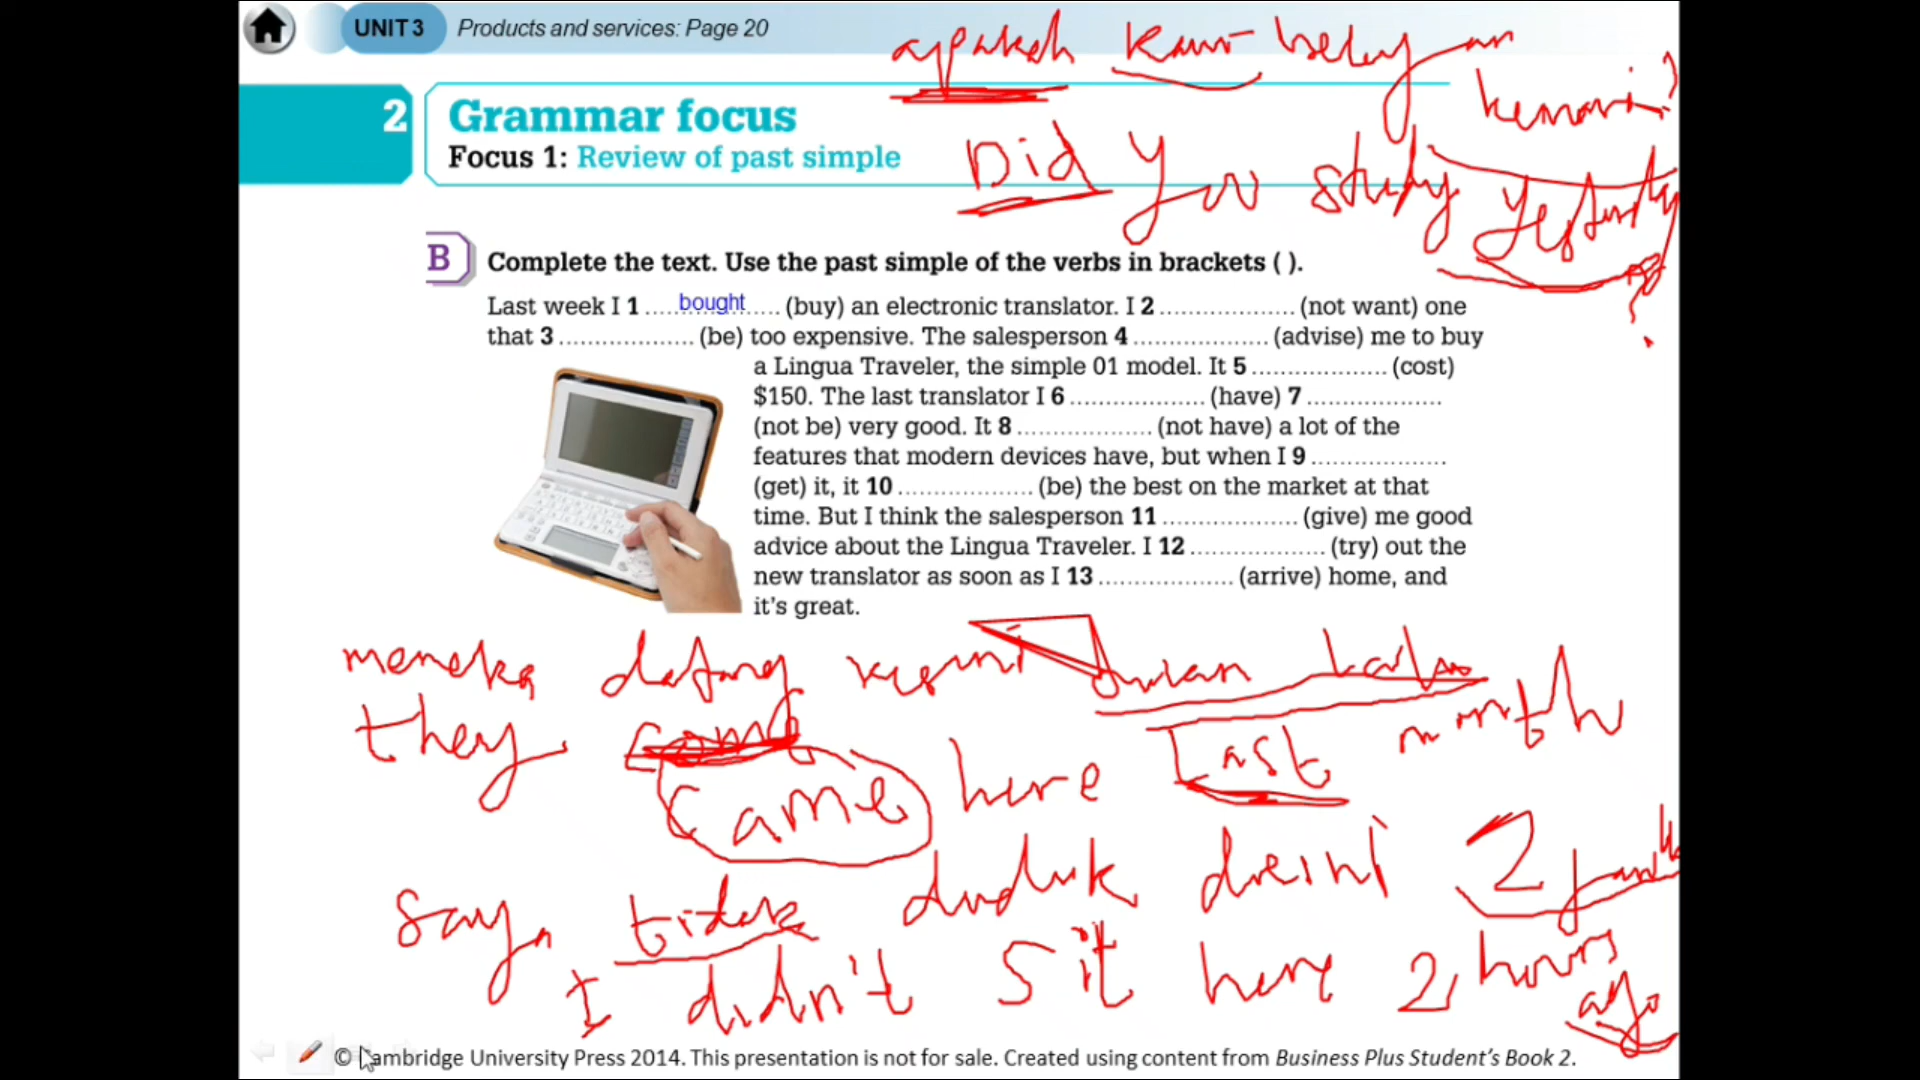 UNIT 3 Products and services: Page 20
apakah kamu belajar kemarin?
2 Grammar focus
Focus 1: Review of past simple
Did you study yesterday?
B Complete the text. Use the past simple of the verbs in brackets ( ).
Last week I 1 .... bought .... (buy) an electronic translator. I 2 .................. (not want) one
that 3 .................. (be) too expensive. The salesperson 4 .................. (advise) me to buy
a Lingua Traveler, the simple 01 model. It 5 .................. (cost)
$150. The last translator I 6 .................. (have) 7 ..................
(not be) very good. It 8 .................. (not have) a lot of the
features that modern devices have, but when I 9 ..................
(get) it, it 10 .................. (be) the best on the market at that
time. But I think the salesperson 11 .................. (give) me good
advice about the Lingua Traveler. I 12 .................. (try) out the
new translator as soon as I 13 .................. (arrive) home, and
it's great.
mereka datang bulan
they come here Last month
came
saya tidak duduk disini 2
I didn't sit here 2 hours ago
© Cambridge University Press 2014. This presentation is not for sale. Created using content from Business Plus Student's Book 2.